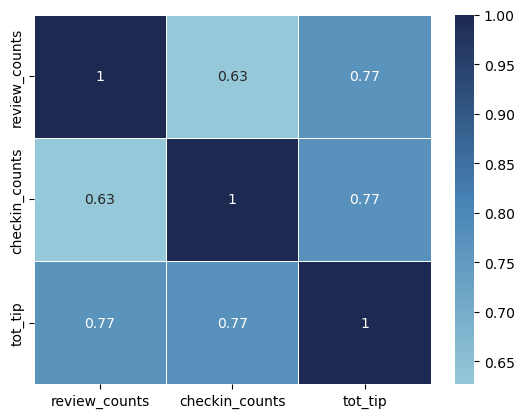 review_counts 1 0.63 0.77
checkin_counts 0.63 1 0.77
tot_tip 0.77 0.77 1
review_counts checkin_counts tot_tip
1.00
0.95
0.90
0.85
0.80
0.75
0.70
0.65